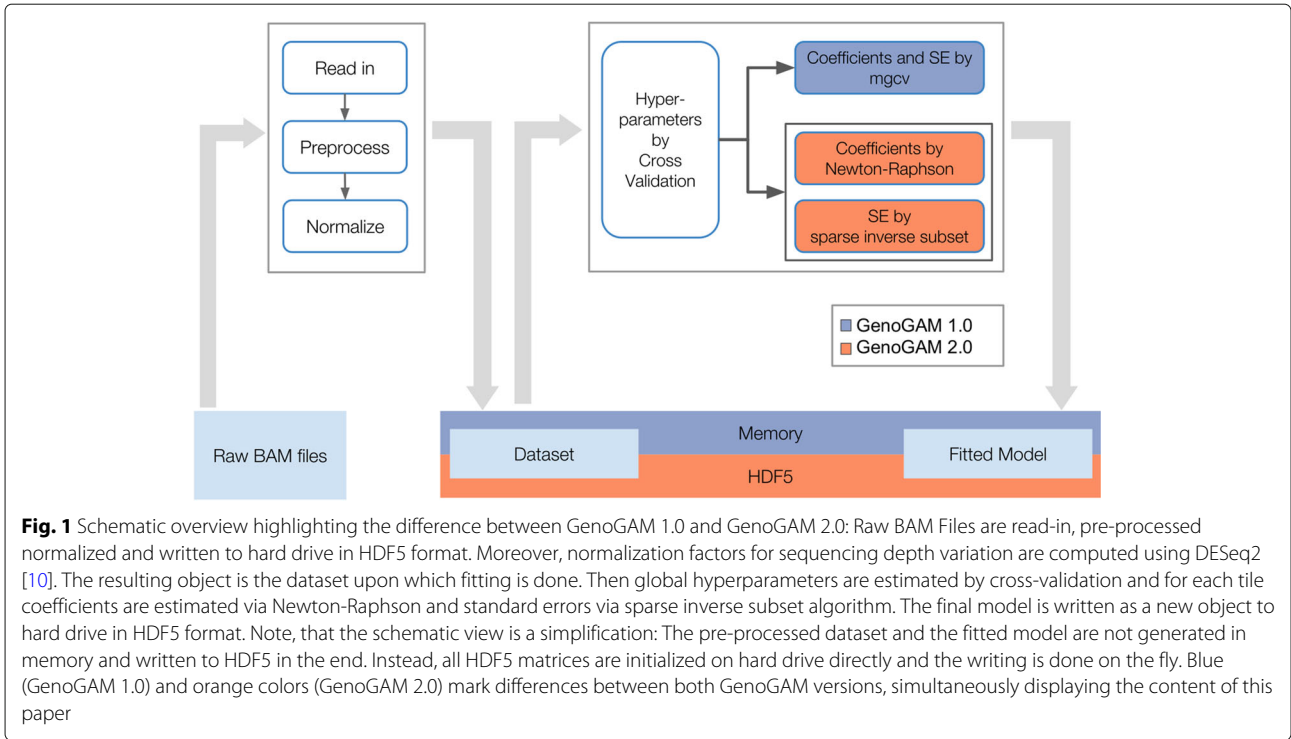 Read in
Preprocess
Normalize
Hyper-
parameters
by
Cross
Validation
Coefficients and SE by
mgcv
Coefficients by
Newton-Raphson
SE by
sparse inverse subset
GenoGAM 1.0
GenoGAM 2.0
Raw BAM files
Memory
Dataset
Fitted Model
HDF5
Fig. 1 Schematic overview highlighting the difference between GenoGAM 1.0 and GenoGAM 2.0: Raw BAM Files are read-in, pre-processed
normalized and written to hard drive in HDF5 format. Moreover, normalization factors for sequencing depth variation are computed using DESeq2
[10]. The resulting object is the dataset upon which fitting is done. Then global hyperparameters are estimated by cross-validation and for each tile
coefficients are estimated via Newton-Raphson and standard errors via sparse inverse subset algorithm. The final model is written as a new object to
hard drive in HDF5 format. Note, that the schematic view is a simplification: The pre-processed dataset and the fitted model are not generated in
memory and written to HDF5 in the end. Instead, all HDF5 matrices are initialized on hard drive directly and the writing is done on the fly. Blue
(GenoGAM 1.0) and orange colors (GenoGAM 2.0) mark differences between both GenoGAM versions, simultaneously displaying the content of this
paper